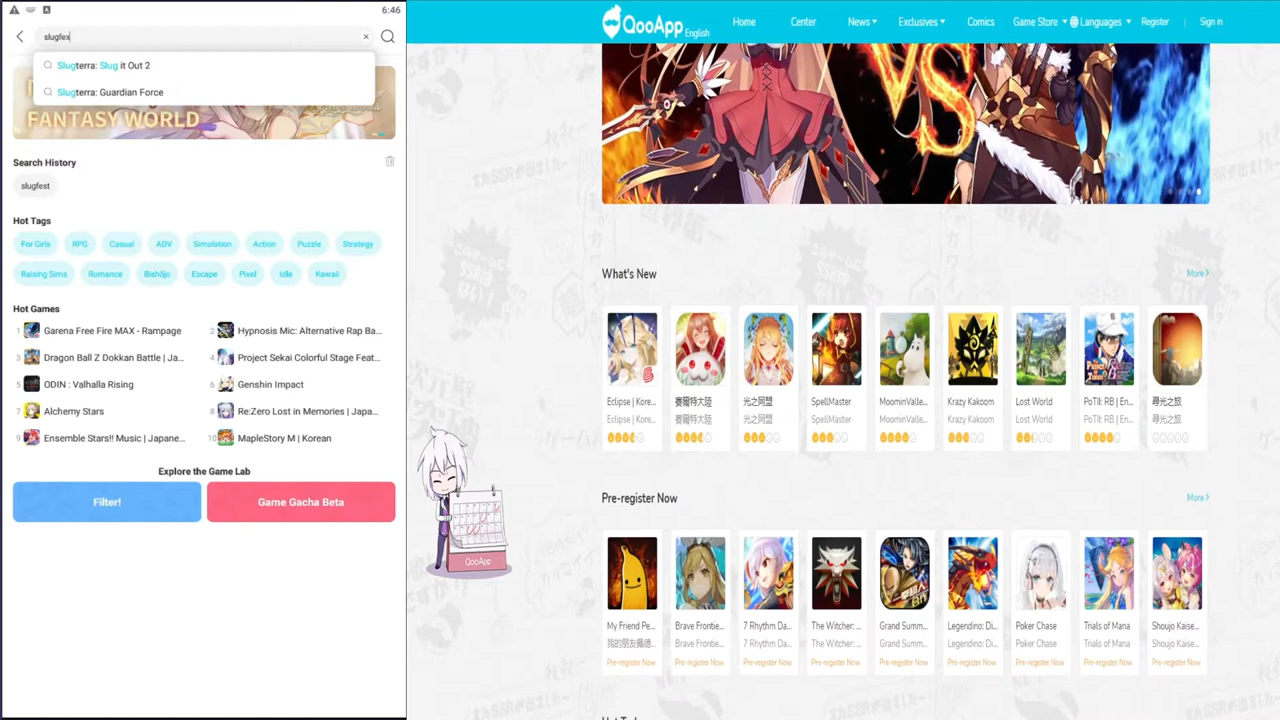 6:46
slugfex
Slugterra: Slug it Out 2
Slugterra: Guardian Force
FANTASY WORLD
Search History
slugfest
Hot Tags
For Girls RPG Casual ADV Simulation Action Puzzle Strategy
Raising Sims Romance Bishōjo Escape Pixel Idle Kawaii
Hot Games
1 Garena Free Fire MAX - Rampage
2 Hypnosis Mic: Alternative Rap Ba...
3 Dragon Ball Z Dokkan Battle | Ja...
4 Project Sekai Colorful Stage Feat...
5 ODIN : Valhalla Rising
6 Genshin Impact
7 Alchemy Stars
8 Re:Zero Lost in Memories | Japa...
9 Ensemble Stars!! Music | Japane...
10 MapleStory M | Korean
Explore the Game Lab
Filter! Game Gacha Beta
QooApp English Home Center News Exclusives Comics Game Store Languages Register | Sign in
VS
What's New More
Eclipse | Kore... 賽爾特大陸 光之同盟 SpellMaster MoominValle... Krazy Kakoom Lost World PoTII: RB | En... 尋光之旅
Eclipse | Kore... 賽爾特大陸 光之同盟 SpellMaster MoominValle... Krazy Kakoom Lost World PoTII: RB | En... 尋光之旅
QooApp
Pre-register Now More
My Friend Pe... Brave Frontie... 7 Rhythm Da... The Witcher: ... Grand Summ... Legendino: Di... Poker Chase Trials of Mana Shoujo Kaise...
Brave Frontie... 7 Rhythm Da... The Witcher: ... Grand Summ... Legendino: Di... Poker Chase Trials of Mana Shoujo Kaise...
Pre-register Now Pre-register Now Pre-register Now Pre-register Now Pre-register Now Pre-register Now Pre-register Now Pre-register Now Pre-register Now